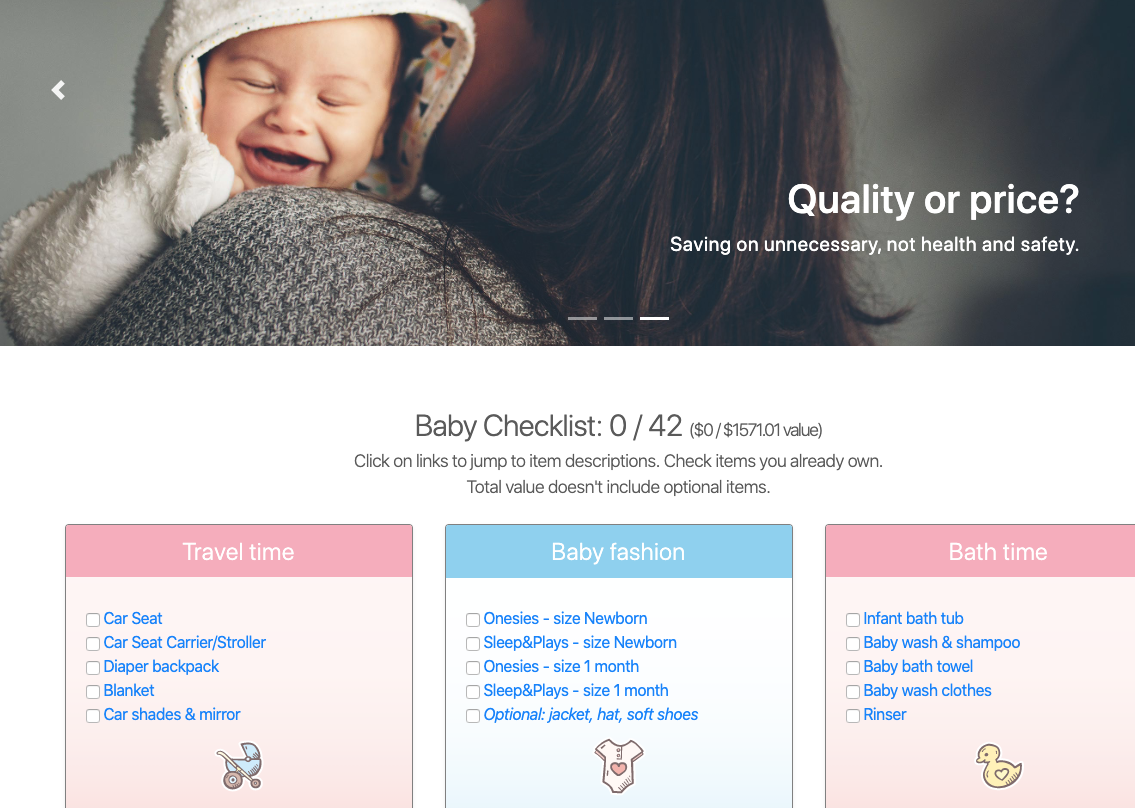 Quality or price?
Saving on unnecessary, not health and safety.
Baby Checklist: 0 / 42 ($0 / $1571.01 value)
Click on links to jump to item descriptions. Check items you already own.
Total value doesn't include optional items.
Travel time
Car Seat
Car Seat Carrier/Stroller
Diaper backpack
Blanket
Car shades & mirror
Baby fashion
Onesies - size Newborn
Sleep&Plays - size Newborn
Onesies - size 1 month
Sleep&Plays - size 1 month
Optional: jacket, hat, soft shoes
Bath time
Infant bath tub
Baby wash & shampoo
Baby bath towel
Baby wash clothes
Rinser